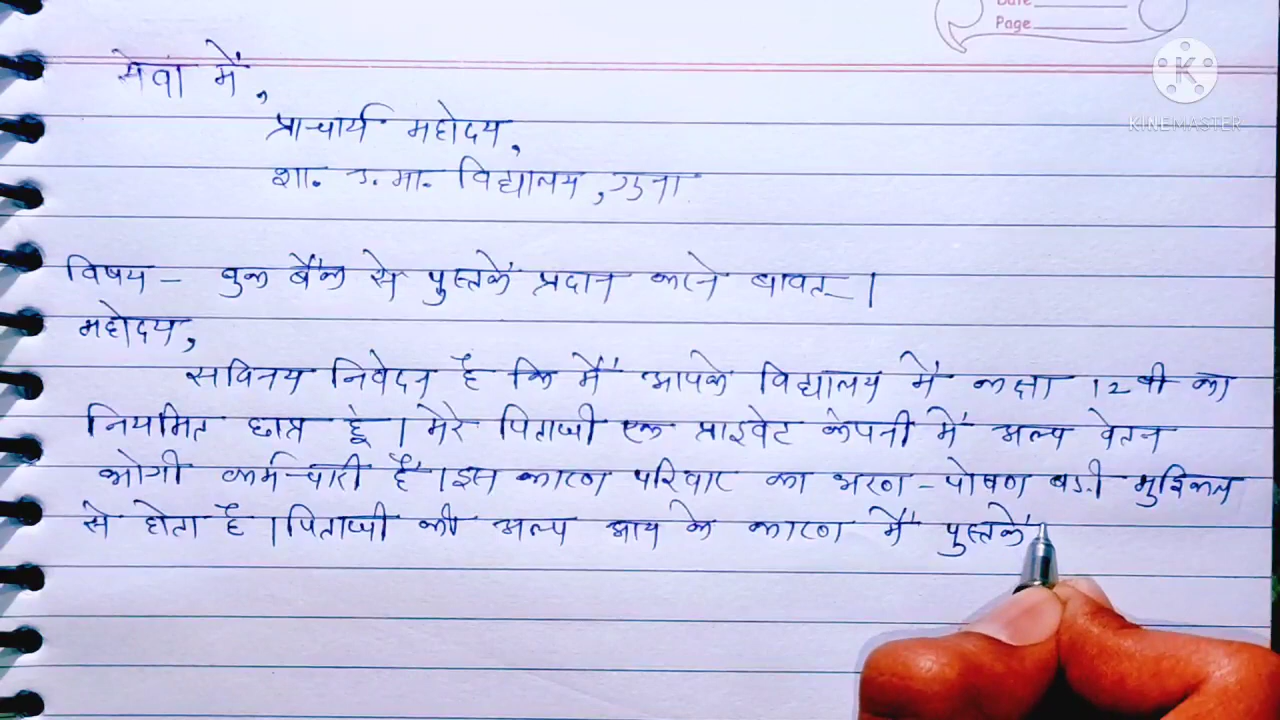 Date
Page
KINEMASTER
सेवा में,
प्राचार्य महोदय,
शा. उ. मा. विद्यालय, गुना
विषय - बुक बैंक से पुस्तकें प्रदान करने बावत् ।
महोदय,
सविनय निवेदन है कि मैं आपके विद्यालय में कक्षा 12 वी का
नियमित छात्र हूं । मेरे पिताजी एक प्राइवेट कंपनी में अल्प वेतन
भोगी कर्मचारी हैं । इस कारण परिवार का भरण - पोषण बड़ी मुश्किल
से होता है । पिताजी की अल्प आय के कारण मैं पुस्तकें